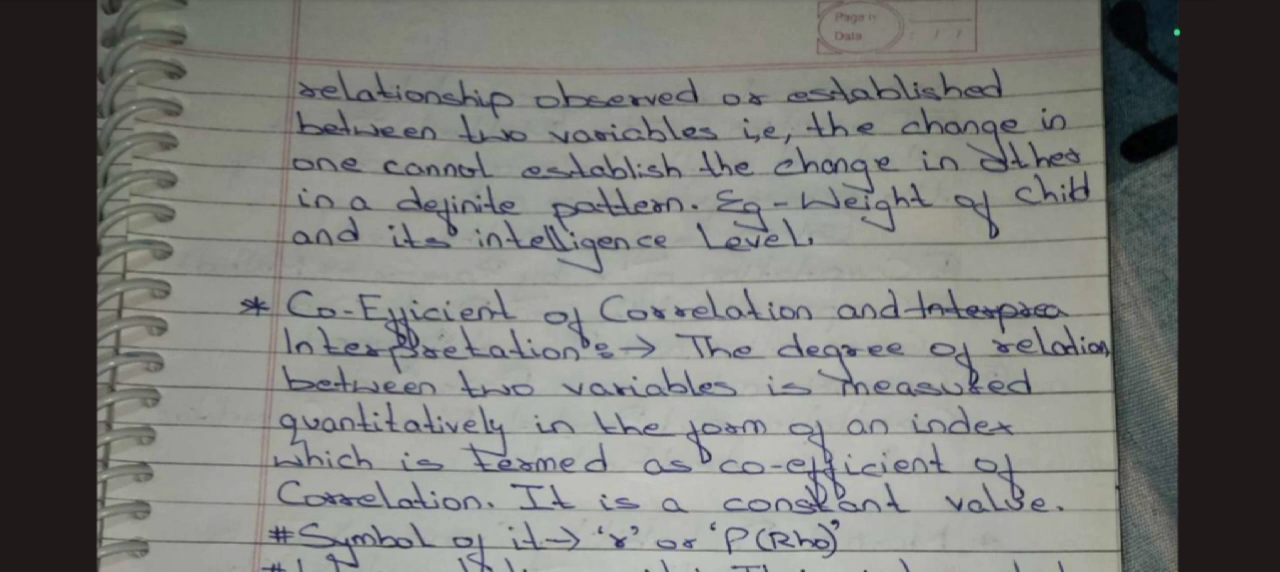 Page n
Date : / /
relationship observed or established
between two variables i,e, the change in
one cannot establish the change in other
in a definite pattern. Eg - Weight of child
and its intelligence Level.
* Co-Efficient of Correlation and Interprea
Interpretation :→ The degree of relation
between two variables is measured
quantitatively in the form of an index
which is termed as co-efficient of
Correlation. It is a constant value.
#Symbol of it → 'r' or 'P(Rho)'